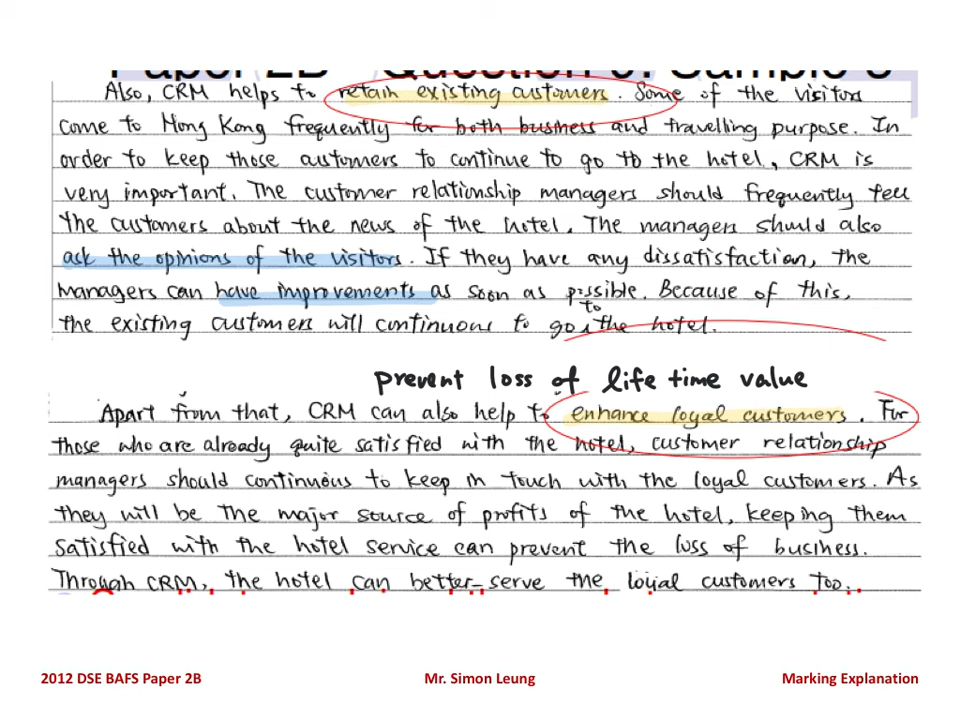 Paper 2B Question 6: Sample 3
Also, CRM helps to retain existing customers. Some of the visitors
come to Hong Kong frequently for both business and travelling purpose. In
order to keep those customers to continue to go to the hotel, CRM is
very important. The customer relationship managers should frequently tell
the customers about the news of the hotel. The managers should also
ask the opinions of the visitors. If they have any dissatisfaction, the
managers can have improvements as soon as possible. Because of this,
the existing customers will continuous to go to the hotel.
prevent loss of life time value
Apart from that, CRM can also help to enhance loyal customers. For
those who are already quite satisfied with the hotel, customer relationship
managers should continuous to keep in touch with the loyal customers. As
they will be the major source of profits of the hotel, keeping them
satisfied with the hotel service can prevent the loss of business.
Through CRM, the hotel can better serve the loyal customers too.
2012 DSE BAFS Paper 2B Mr. Simon Leung Marking Explanation